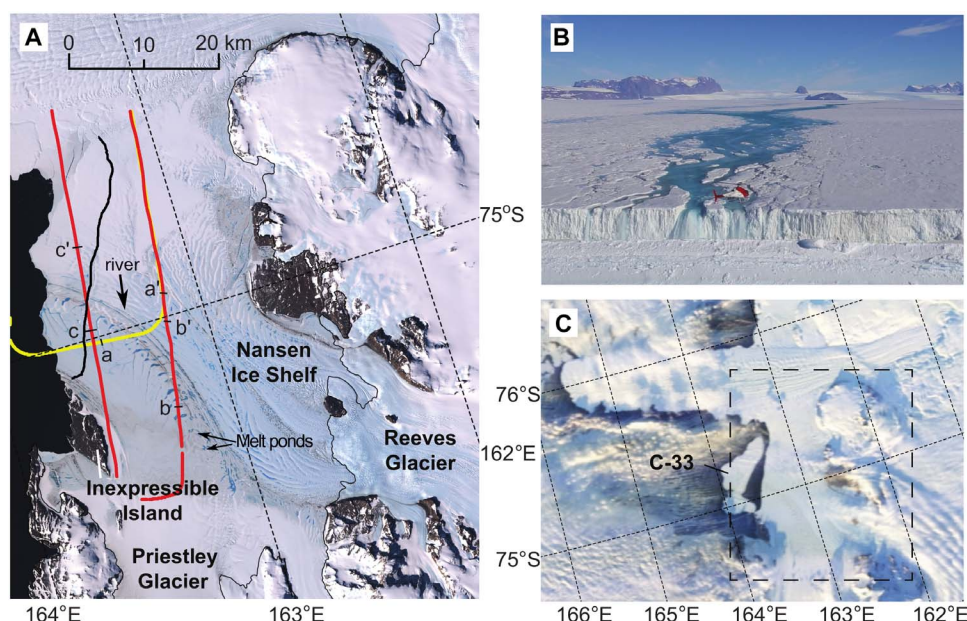 A
0 10 20 km
c'
river
a'
c
a
b'
Nansen
Ice Shelf
b
Melt ponds
Reeves
Glacier
Inexpressible
Island
Priestley
Glacier
75°S
162°E
164°E
163°E
B
C
C-33
76°S
75°S
166°E
165°E
164°E
163°E
162°E